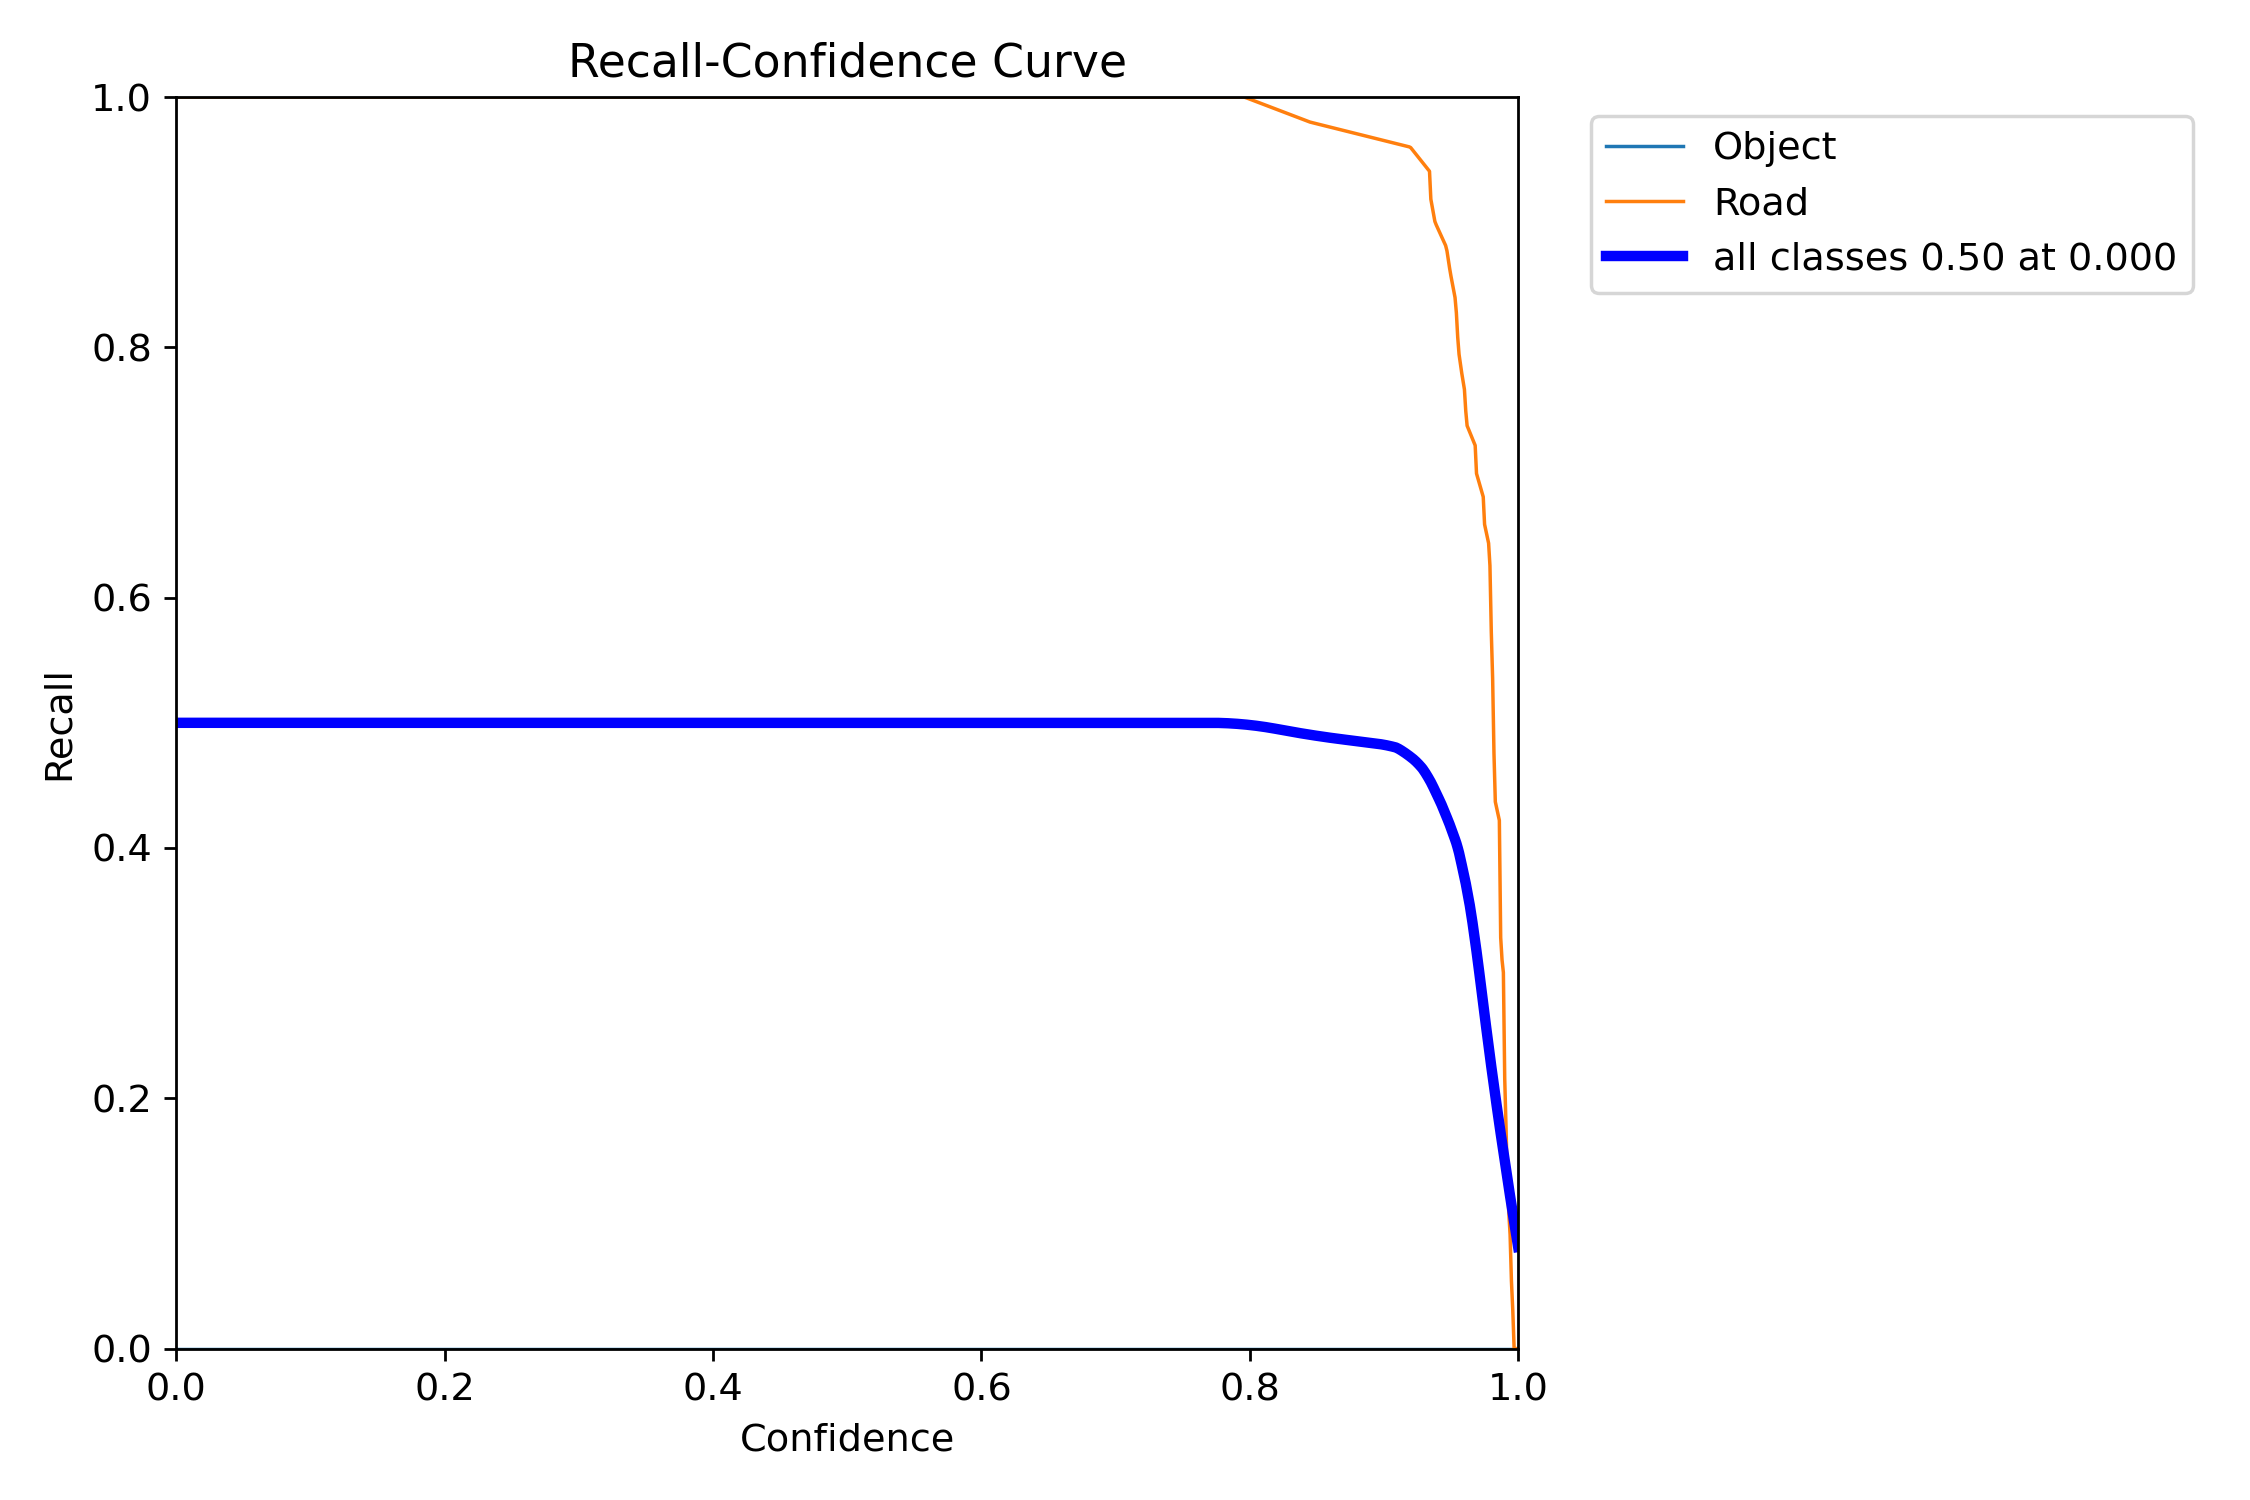 Recall-Confidence Curve
1.0
0.8
0.6
0.4
0.2
0.0
Recall
0.0 0.2 0.4 0.6 0.8 1.0
Confidence
Object
Road
all classes 0.50 at 0.000